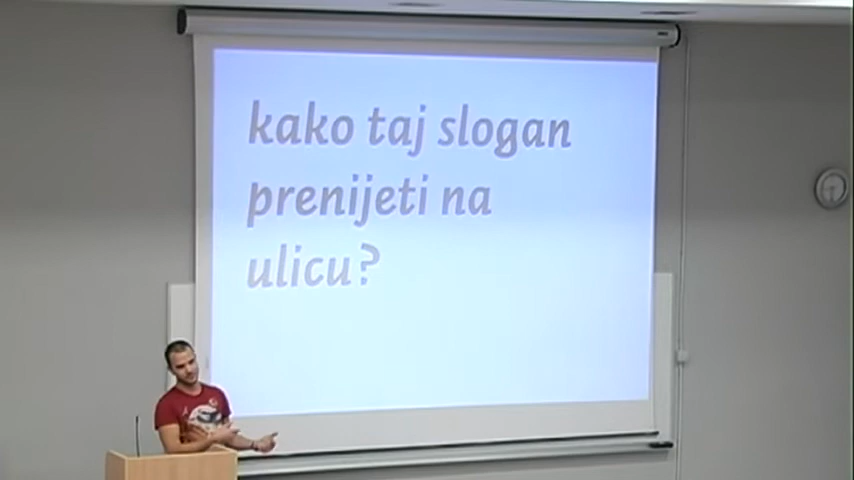 kako taj slogan
prenijeti na
ulicu?